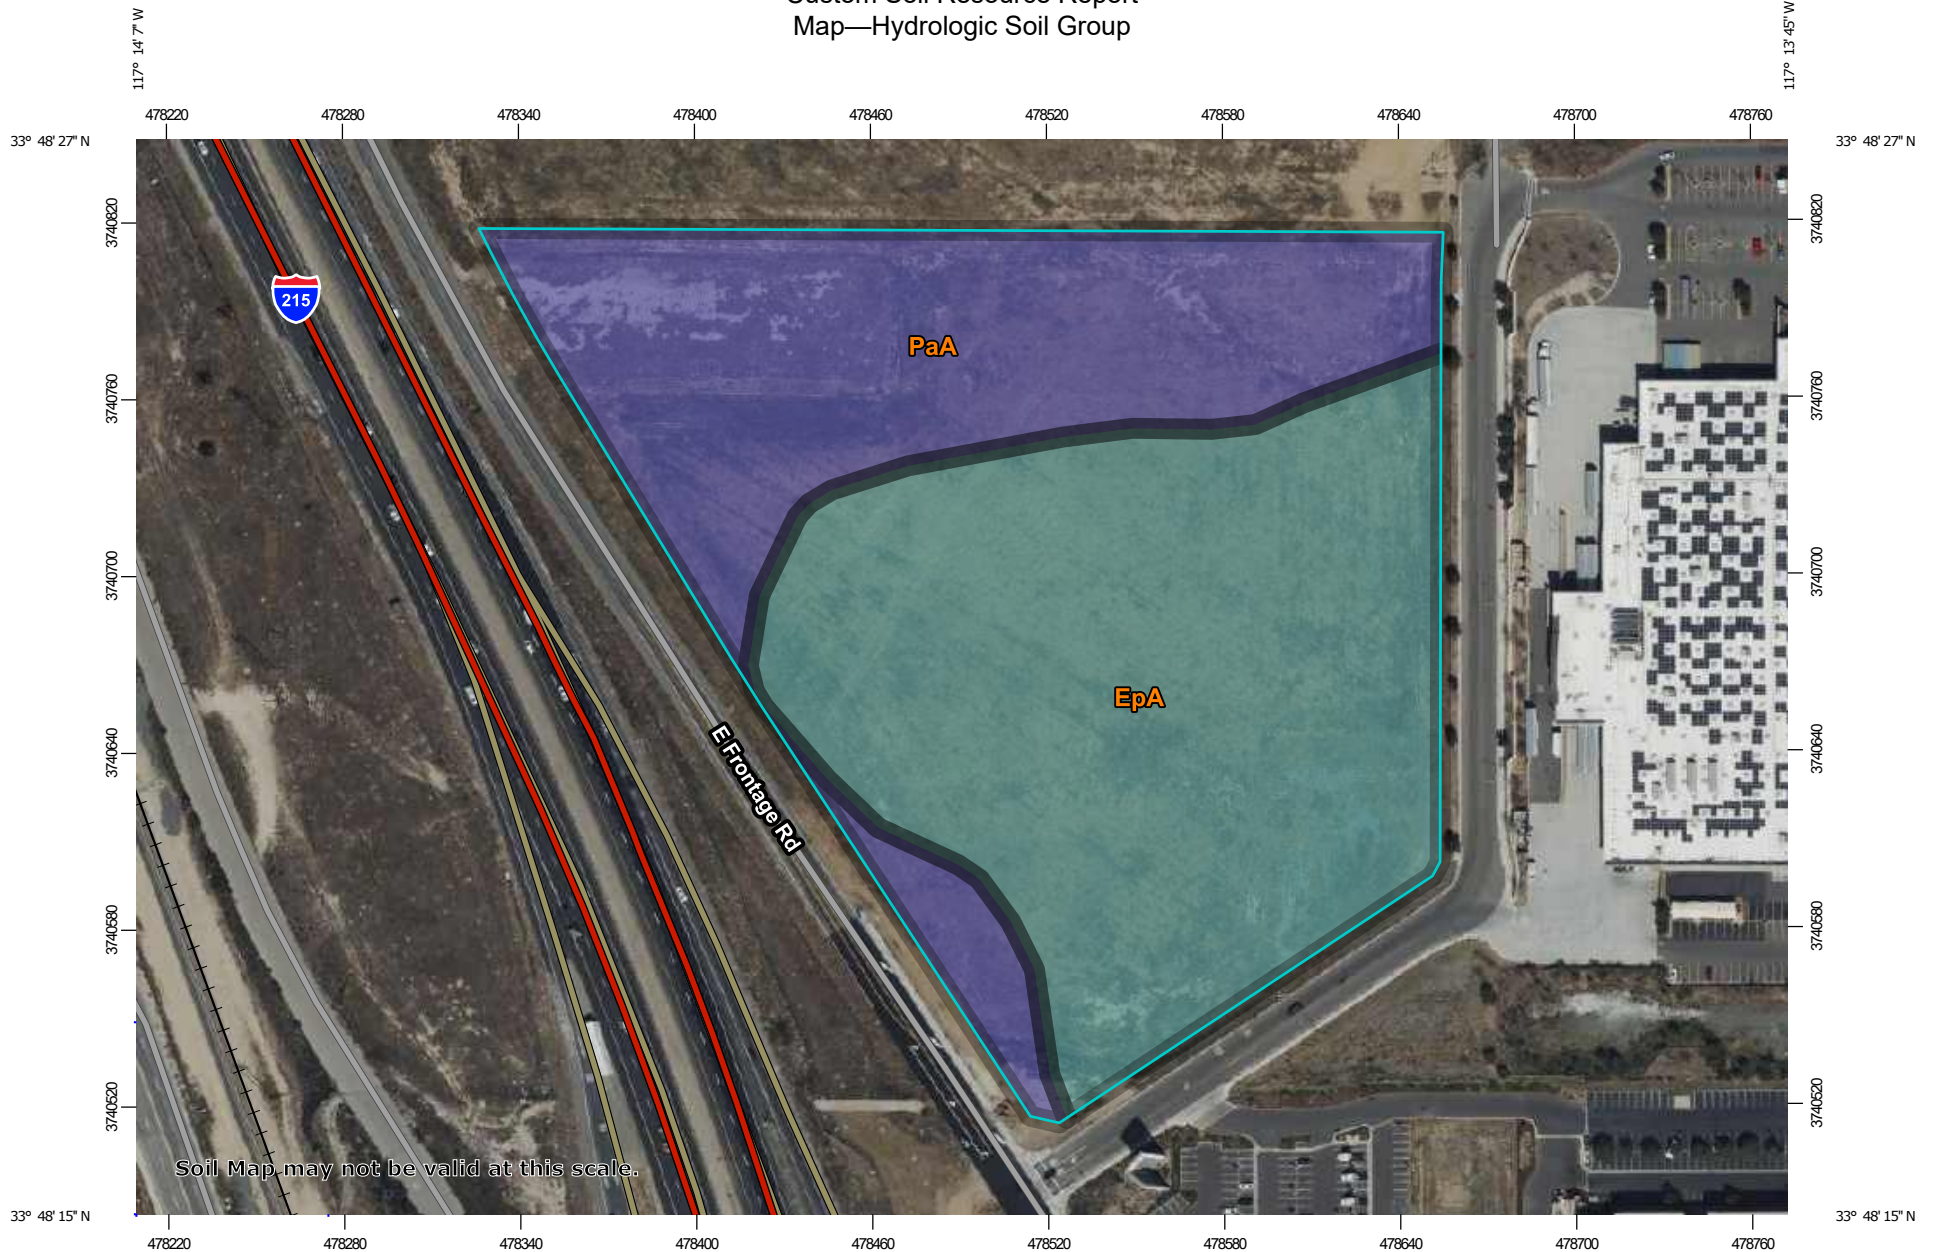 Custom Soil Resource Report
Map—Hydrologic Soil Group
117° 14' 7" W
117° 13' 45" W
478220 478280 478340 478400 478460 478520 478580 478640 478700 478760
33° 48' 27" N
33° 48' 27" N
3740820
3740820
215
PaA
3740760
3740760
3740700
3740700
EpA
3740640
3740640
E Frontage Rd
3740580
3740580
3740520
3740520
Soil Map may not be valid at this scale.
33° 48' 15" N
33° 48' 15" N
478220 478280 478340 478400 478460 478520 478580 478640 478700 478760